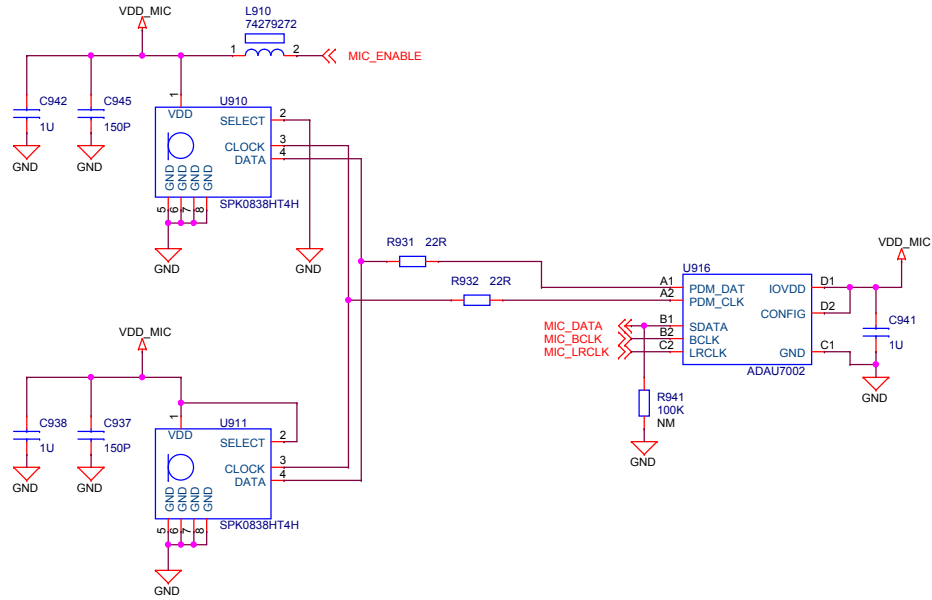 VDD_MIC
L910
74279272
1
2
MIC_ENABLE
C942
1U
GND
C945
150P
GND
1
U910
VDD
SELECT
2
CLOCK
3
DATA
4
GND
GND
GND
GND
5
6
7
8
SPK0838HT4H
GND
GND
R931 22R
R932 22R
VDD_MIC
U916
A1
PDM_DAT
IOVDD
D1
A2
PDM_CLK
CONFIG
D2
MIC_DATA
B1
SDATA
MIC_BCLK
B2
BCLK
MIC_LRCLK
C2
LRCLK
GND
C1
ADAU7002
C941
1U
GND
R941
100K
NM
GND
VDD_MIC
C938
1U
GND
C937
150P
GND
1
U911
VDD
SELECT
2
CLOCK
3
DATA
4
GND
GND
GND
GND
5
6
7
8
SPK0838HT4H
GND